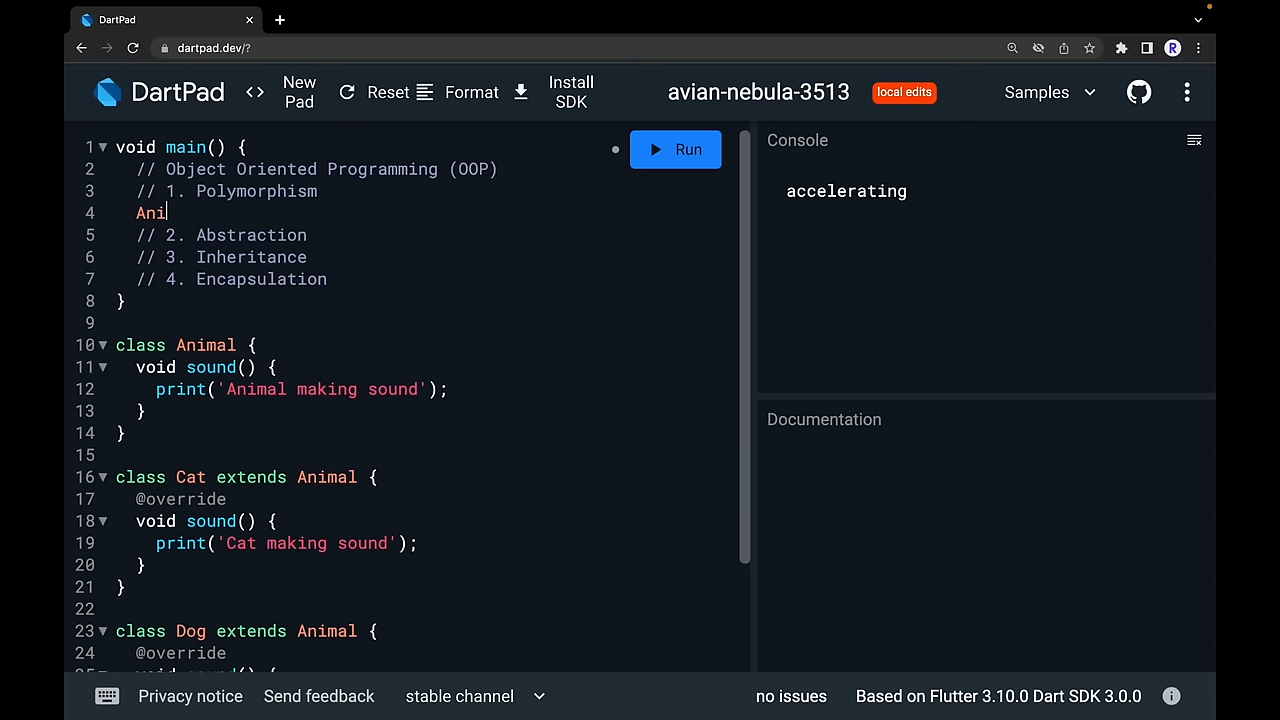 DartPad
dartpad.dev/?
R
DartPad
New Pad
Reset
Format
Install SDK
avian-nebula-3513
local edits
Samples
Run
1 void main() {
2 // Object Oriented Programming (OOP)
3 // 1. Polymorphism
4 Ani
5 // 2. Abstraction
6 // 3. Inheritance
7 // 4. Encapsulation
8 }
9
10 class Animal {
11 void sound() {
12 print('Animal making sound');
13 }
14 }
15
16 class Cat extends Animal {
17 @override
18 void sound() {
19 print('Cat making sound');
20 }
21 }
22
23 class Dog extends Animal {
24 @override
Console
accelerating
Documentation
Privacy notice
Send feedback
stable channel
no issues
Based on Flutter 3.10.0 Dart SDK 3.0.0